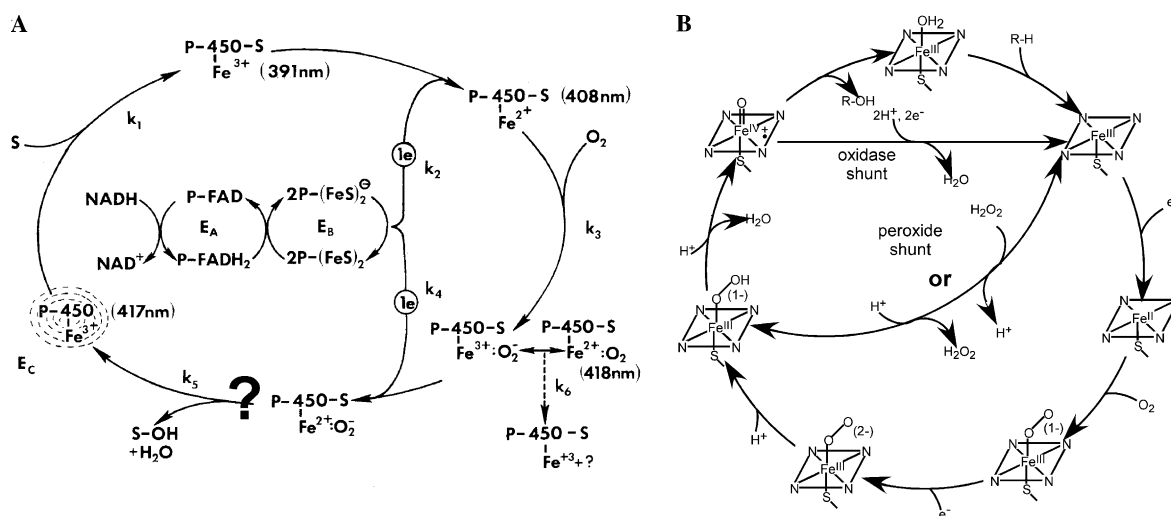 A
P-450-S
Fe3+ (391nm)
k1
S
P-450-S (408nm)
Fe2+
O2
1e
k2
NADH
P-FAD
2P-(FeS)2⊖
EA
EB
NAD+
P-FADH2
2P-(FeS)2
k3
k4
1e
P-450 (417nm)
Fe3+
EC
k5
?
S-OH
+H2O
P-450-S
Fe2+:O2-
P-450-S
Fe3+:O2-
P-450-S
Fe2+:O2
(418nm)
k6
P-450-S
Fe+3+?
B
OH2
N N
FeIII
N N
S
R-H
R-OH
2H+, 2e-
O
N N
FeIV+•
N
S
oxidase
shunt
H2O
N N
FeIII
N N
S
H2O
H+
H2O2
peroxide
shunt
or
e
OH
O (1-)
N N
FeIII
N N
S
H+
H2O2
H+
N N
FeII
N N
S
O2
H+
O
O (2-)
N N
FeIII
N N
S
e-
O
O (1-)
N N
FeIII
N N
S